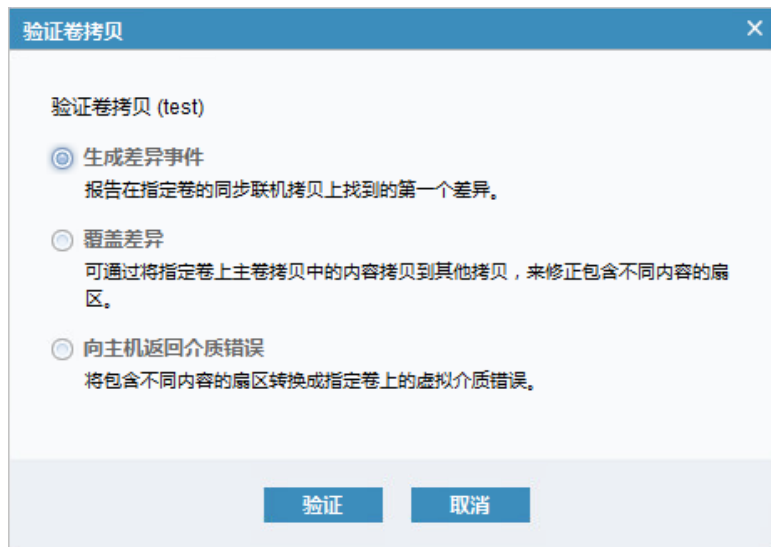 验证卷拷贝
验证卷拷贝 (test)
生成差异事件
报告在指定卷的同步联机拷贝上找到的第一个差异。
覆盖差异
可通过将指定卷上主卷拷贝中的内容拷贝到其他拷贝，来修正包含不同内容的扇
区。
向主机返回介质错误
将包含不同内容的扇区转换成指定卷上的虚拟介质错误。
验证 取消